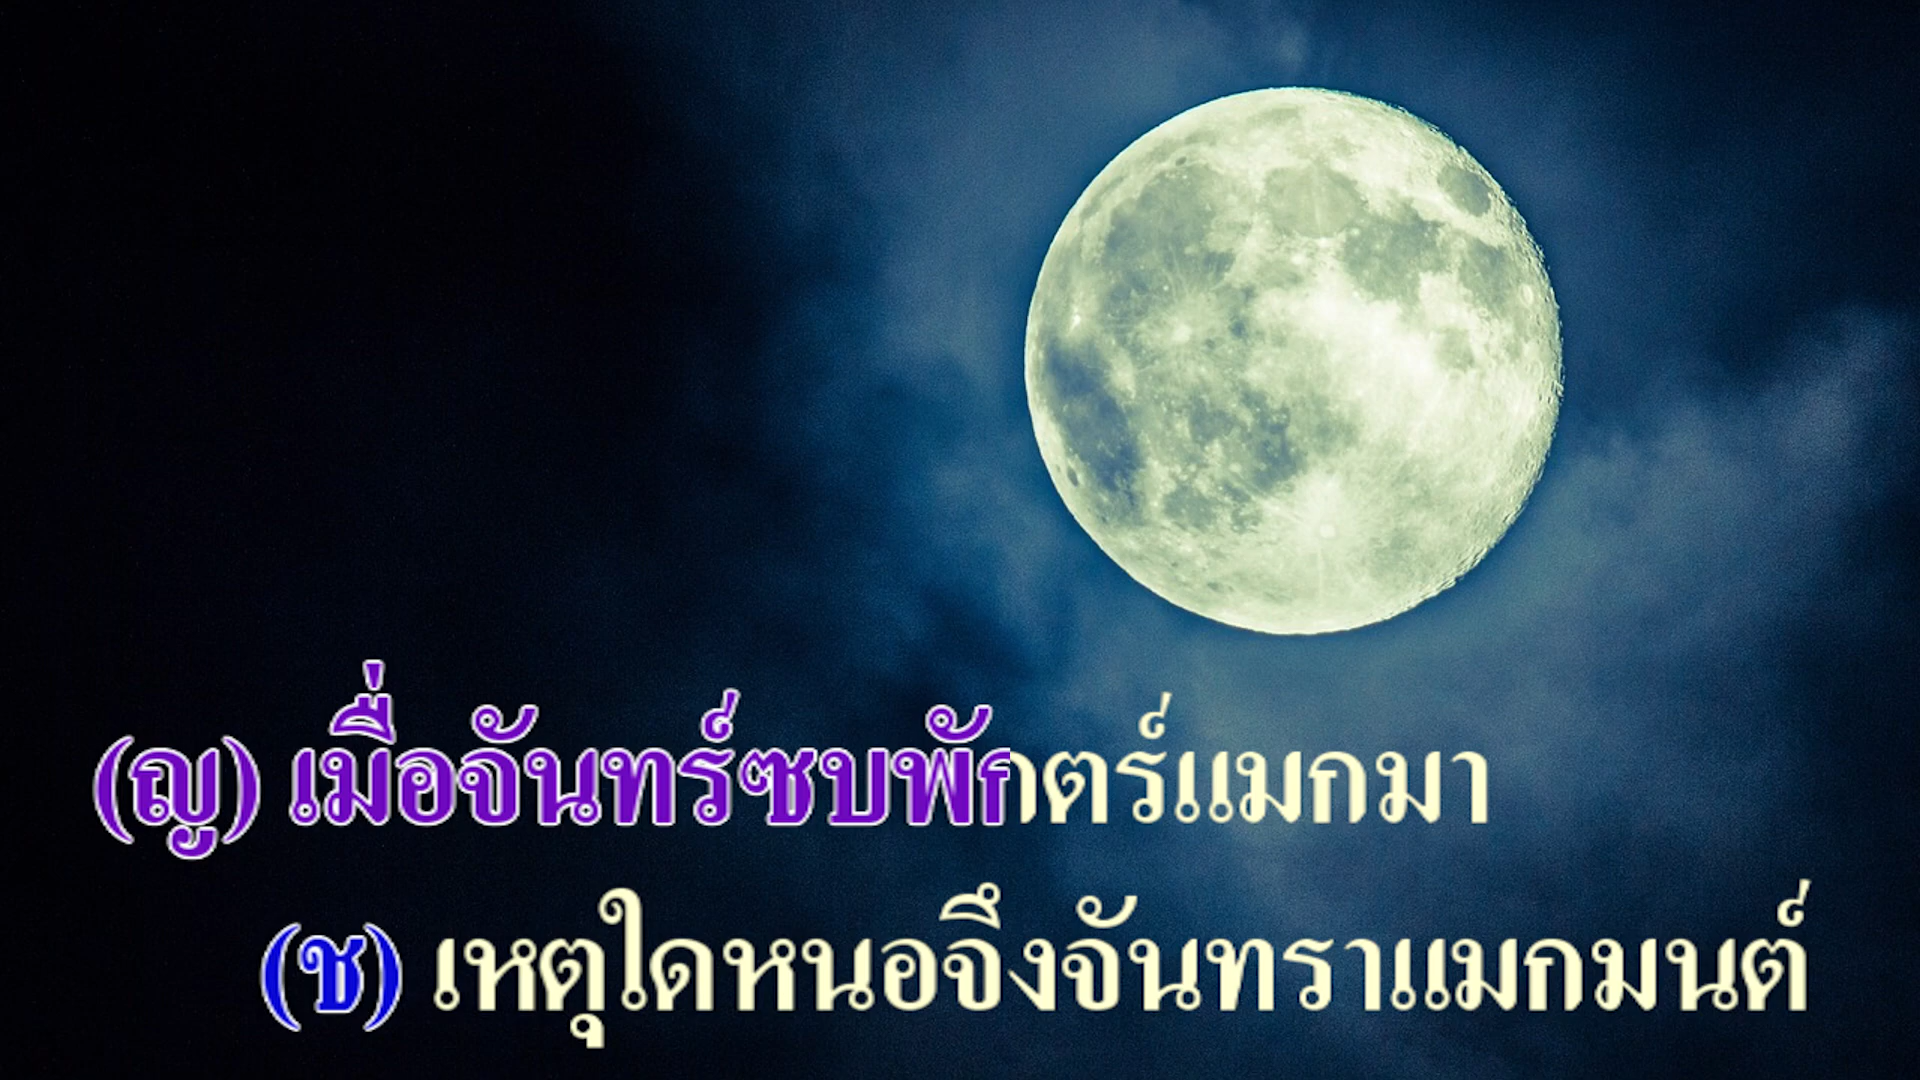 (ญ) เมื่อจันทร์ซบพักตร์แมกมา
(ช) เหตุใดหนอจึงจันทราแมกมนต์